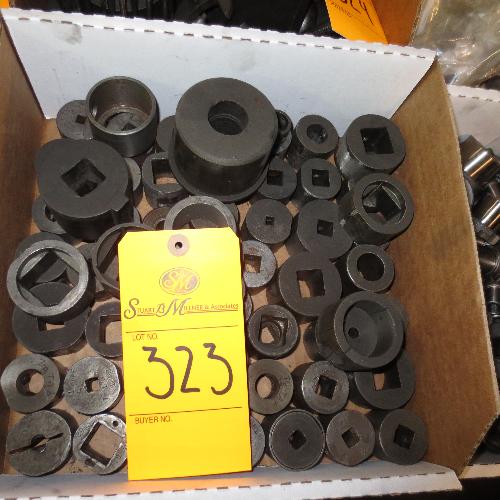 SM
STUART B MILLNER & Associates
LOT NO.
323
BUYER NO.